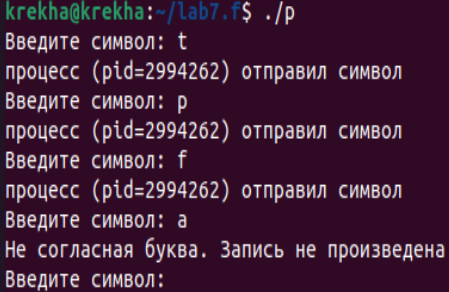 krekha@krekha:~/lab7.f$ ./p
Введите символ: t
процесс (pid=2994262) отправил символ
Введите символ: p
процесс (pid=2994262) отправил символ
Введите символ: f
процесс (pid=2994262) отправил символ
Введите символ: a
Не согласная буква. Запись не произведена
Введите символ: